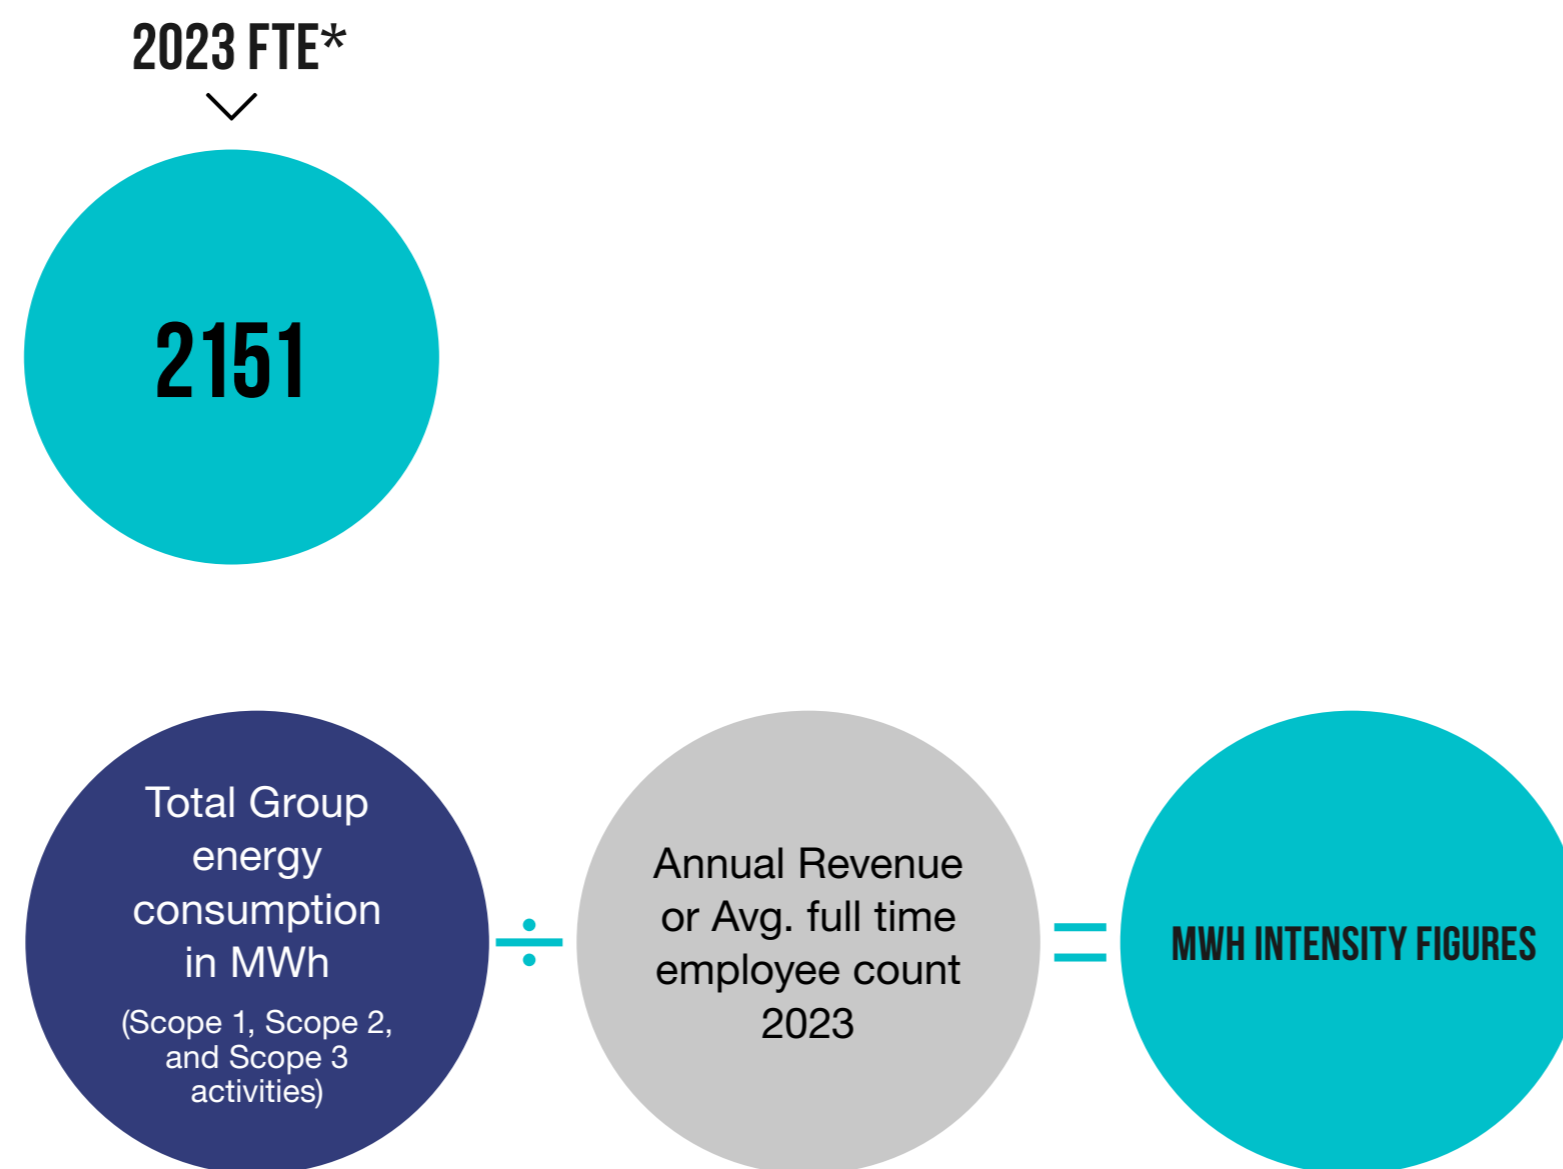 2023 FTE*
2151
Total Group
energy
consumption
in MWh
(Scope 1, Scope 2,
and Scope 3
activities)
÷
Annual Revenue
or Avg. full time
employee count
2023
=
MWH INTENSITY FIGURES